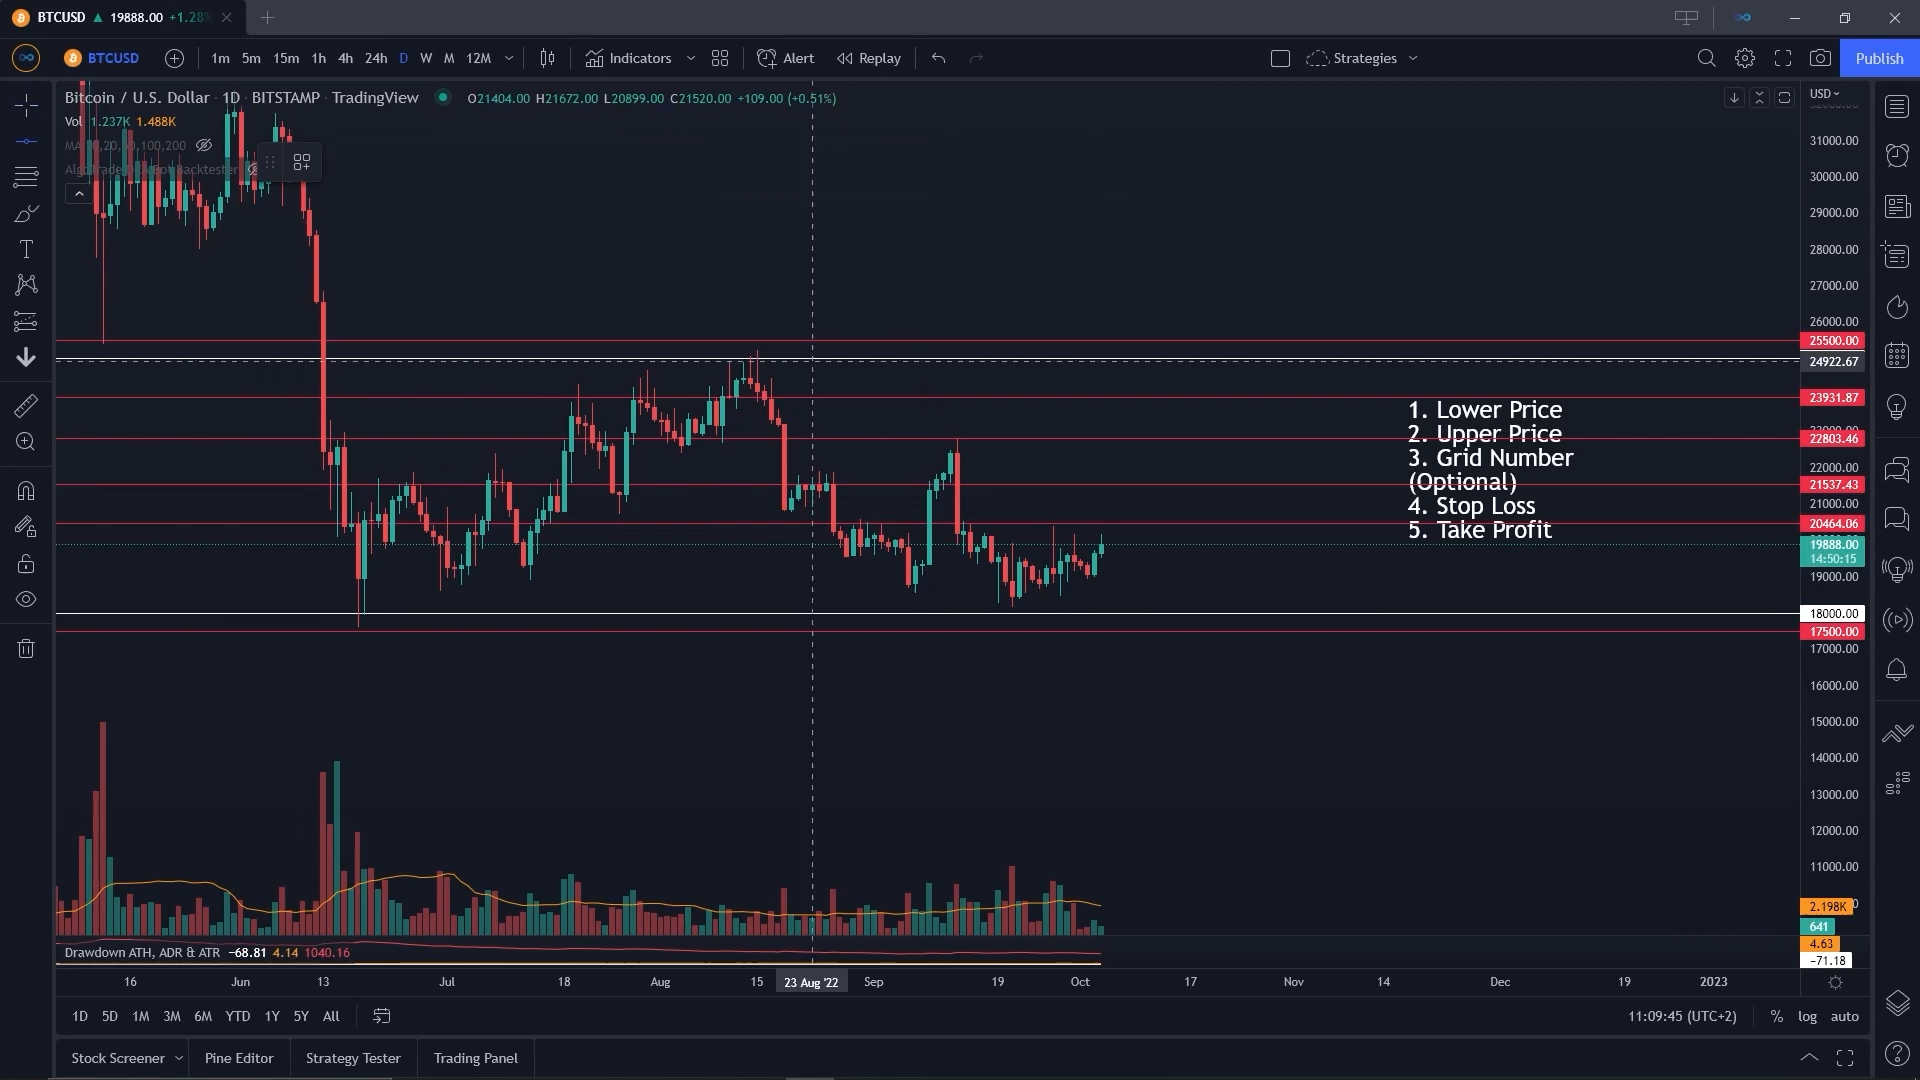 BTCUSD ▲ 19888.00 +1.28%
BTCUSD 1m 5m 15m 1h 4h 24h D W M 12M Indicators Alert Replay Strategies Publish
Bitcoin / U.S. Dollar · 1D · BITSTAMP · TradingView O21404.00 H21672.00 L20899.00 C21520.00 +109.00 (+0.51%) USD
Vol 1.237K 1.488K
31000.00
30000.00
29000.00
28000.00
27000.00
26000.00
25500.00
24922.67
23931.87
22803.46
22000.00
21537.43
21000.00
20464.06
19888.00
14:50:15
19000.00
18000.00
17500.00
17000.00
16000.00
15000.00
14000.00
13000.00
12000.00
11000.00
2.198K
641
4.63
−71.18
1. Lower Price
2. Upper Price
3. Grid Number
(Optional)
4. Stop Loss
5. Take Profit
Drawdown ATH, ADR & ATR −68.81 4.14 1040.16
16 Jun 13 Jul 18 Aug 15 23 Aug '22 Sep 19 Oct 17 Nov 14 Dec 19 2023
1D 5D 1M 3M 6M YTD 1Y 5Y All 11:09:45 (UTC+2) % log auto
Stock Screener Pine Editor Strategy Tester Trading Panel